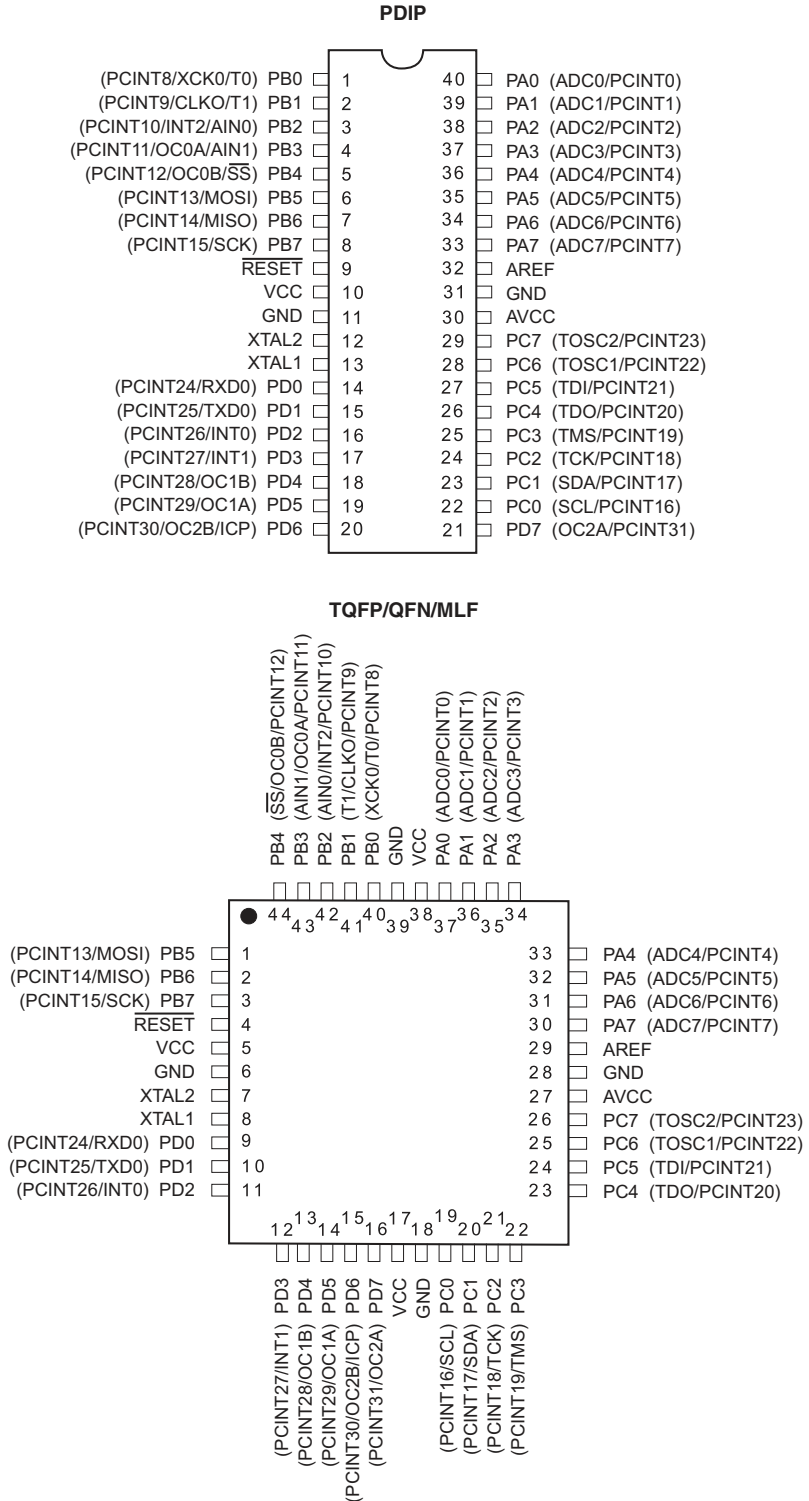 PDIP
(PCINT8/XCK0/T0) PB0 1 40 PA0 (ADC0/PCINT0)
(PCINT9/CLKO/T1) PB1 2 39 PA1 (ADC1/PCINT1)
(PCINT10/INT2/AIN0) PB2 3 38 PA2 (ADC2/PCINT2)
(PCINT11/OC0A/AIN1) PB3 4 37 PA3 (ADC3/PCINT3)
(PCINT12/OC0B/SS) PB4 5 36 PA4 (ADC4/PCINT4)
(PCINT13/MOSI) PB5 6 35 PA5 (ADC5/PCINT5)
(PCINT14/MISO) PB6 7 34 PA6 (ADC6/PCINT6)
(PCINT15/SCK) PB7 8 33 PA7 (ADC7/PCINT7)
RESET 9 32 AREF
VCC 10 31 GND
GND 11 30 AVCC
XTAL2 12 29 PC7 (TOSC2/PCINT23)
XTAL1 13 28 PC6 (TOSC1/PCINT22)
(PCINT24/RXD0) PD0 14 27 PC5 (TDI/PCINT21)
(PCINT25/TXD0) PD1 15 26 PC4 (TDO/PCINT20)
(PCINT26/INT0) PD2 16 25 PC3 (TMS/PCINT19)
(PCINT27/INT1) PD3 17 24 PC2 (TCK/PCINT18)
(PCINT28/OC1B) PD4 18 23 PC1 (SDA/PCINT17)
(PCINT29/OC1A) PD5 19 22 PC0 (SCL/PCINT16)
(PCINT30/OC2B/ICP) PD6 20 21 PD7 (OC2A/PCINT31)
TQFP/QFN/MLF
PB4 (SS/OC0B/PCINT12)
PB3 (AIN1/OC0A/PCINT11)
PB2 (AIN0/INT2/PCINT10)
PB1 (T1/CLKO/PCINT9)
PB0 (XCK0/T0/PCINT8)
GND
VCC
PA0 (ADC0/PCINT0)
PA1 (ADC1/PCINT1)
PA2 (ADC2/PCINT2)
PA3 (ADC3/PCINT3)
44 43 42 41 40 39 38 37 36 35 34
(PCINT13/MOSI) PB5 1 33 PA4 (ADC4/PCINT4)
(PCINT14/MISO) PB6 2 32 PA5 (ADC5/PCINT5)
(PCINT15/SCK) PB7 3 31 PA6 (ADC6/PCINT6)
RESET 4 30 PA7 (ADC7/PCINT7)
VCC 5 29 AREF
GND 6 28 GND
XTAL2 7 27 AVCC
XTAL1 8 26 PC7 (TOSC2/PCINT23)
(PCINT24/RXD0) PD0 9 25 PC6 (TOSC1/PCINT22)
(PCINT25/TXD0) PD1 10 24 PC5 (TDI/PCINT21)
(PCINT26/INT0) PD2 11 23 PC4 (TDO/PCINT20)
12 13 14 15 16 17 18 19 20 21 22
(PCINT27/INT1) PD3
(PCINT28/OC1B) PD4
(PCINT29/OC1A) PD5
(PCINT30/OC2B/ICP) PD6
(PCINT31/OC2A) PD7
VCC
GND
(PCINT16/SCL) PC0
(PCINT17/SDA) PC1
(PCINT18/TCK) PC2
(PCINT19/TMS) PC3